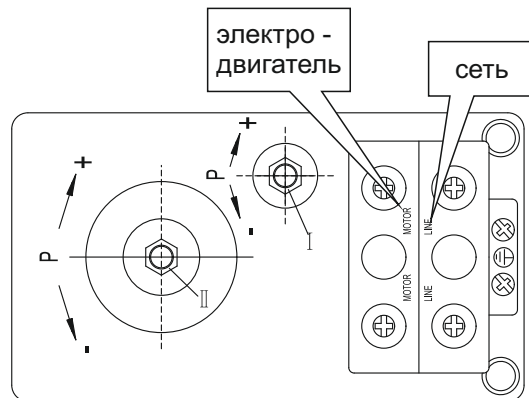 электро -
двигатель
сеть
+
+
P
P
-
-
I
II
MOTOR
LINE
MOTOR
LINE